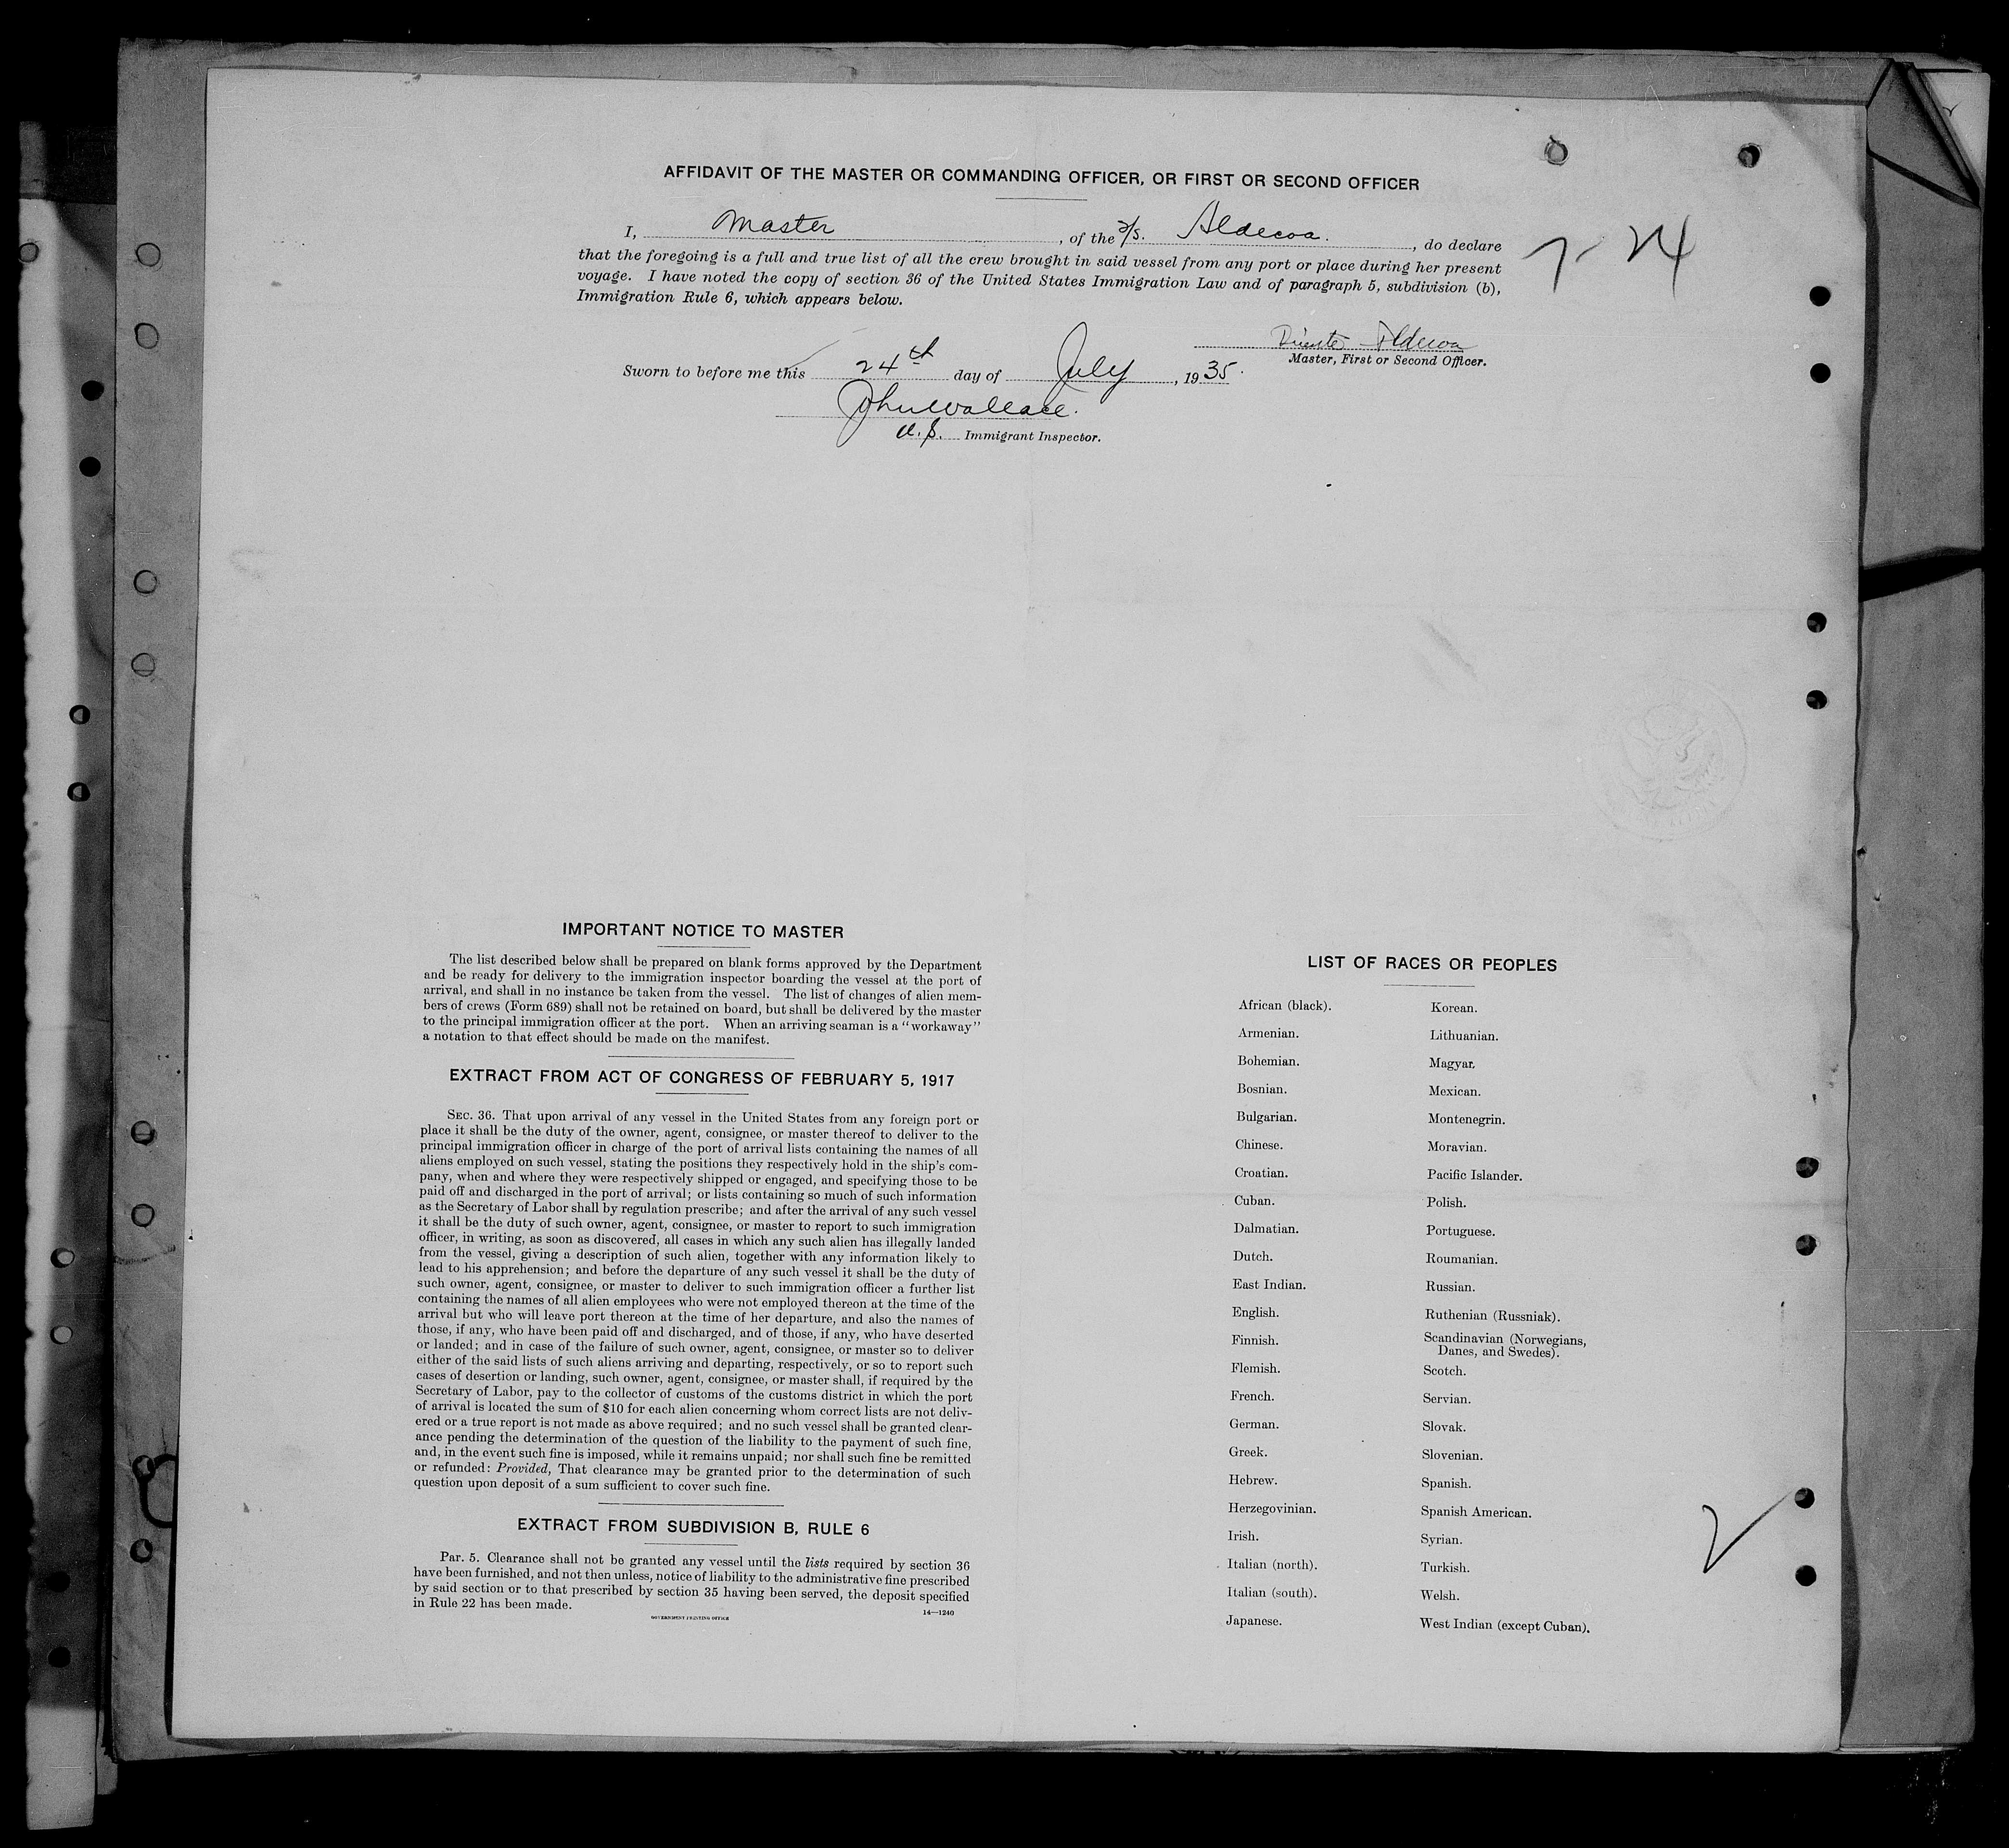 AFFIDAVIT OF THE MASTER OR COMMANDING OFFICER, OR FIRST OR SECOND OFFICER
I, Master, of the S/S. Aldecoa., do declare
that the foregoing is a full and true list of all the crew brought in said vessel from any port or place during her present
voyage. I have noted the copy of section 36 of the United States Immigration Law and of paragraph 5, subdivision (b),
Immigration Rule 6, which appears below.
7-24
Aldecoa
Master, First or Second Officer.
Sworn to before me this 24th day of July, 1935.
John Wallace.
U.S. Immigrant Inspector.
IMPORTANT NOTICE TO MASTER
The list described below shall be prepared on blank forms approved by the Department
and be ready for delivery to the immigration inspector boarding the vessel at the port of
arrival, and shall in no instance be taken from the vessel. The list of changes of alien mem-
bers of crews (Form 689) shall not be retained on board, but shall be delivered by the master
to the principal immigration officer at the port. When an arriving seaman is a "workaway"
a notation to that effect should be made on the manifest.
EXTRACT FROM ACT OF CONGRESS OF FEBRUARY 5, 1917
SEC. 36. That upon arrival of any vessel in the United States from any foreign port or
place it shall be the duty of the owner, agent, consignee, or master thereof to deliver to the
principal immigration officer in charge of the port of arrival lists containing the names of all
aliens employed on such vessel, stating the positions they respectively hold in the ship's com-
pany, when and where they were respectively shipped or engaged, and specifying those to be
paid off and discharged in the port of arrival; or lists containing so much of such information
as the Secretary of Labor shall by regulation prescribe; and after the arrival of any such vessel
it shall be the duty of such owner, agent, consignee, or master to report to such immigration
officer, in writing, as soon as discovered, all cases in which any such alien has illegally landed
from the vessel, giving a description of such alien, together with any information likely to
lead to his apprehension; and before the departure of any such vessel it shall be the duty of
such owner, agent, consignee, or master to deliver to such immigration officer a further list
containing the names of all alien employees who were not employed thereon at the time of the
arrival but who will leave port thereon at the time of her departure, and also the names of
those, if any, who have been paid off and discharged, and of those, if any, who have deserted
or landed; and in case of the failure of such owner, agent, consignee, or master so to deliver
either of the said lists of such aliens arriving and departing, respectively, or so to report such
cases of desertion or landing, such owner, agent, consignee, or master shall, if required by the
Secretary of Labor, pay to the collector of customs of the customs district in which the port
of arrival is located the sum of $10 for each alien concerning whom correct lists are not deliv-
ered or a true report is not made as above required; and no such vessel shall be granted clear-
ance pending the determination of the question of the liability to the payment of such fine,
and, in the event such fine is imposed, while it remains unpaid; nor shall such fine be remitted
or refunded: Provided, That clearance may be granted prior to the determination of such
question upon deposit of a sum sufficient to cover such fine.
EXTRACT FROM SUBDIVISION B, RULE 6
Par. 5. Clearance shall not be granted any vessel until the lists required by section 36
have been furnished, and not then unless, notice of liability to the administrative fine prescribed
by said section or to that prescribed by section 35 having been served, the deposit specified
in Rule 22 has been made.
GOVERNMENT PRINTING OFFICE 14—1240
LIST OF RACES OR PEOPLES
African (black).
Armenian.
Bohemian.
Bosnian.
Bulgarian.
Chinese.
Croatian.
Cuban.
Dalmatian.
Dutch.
East Indian.
English.
Finnish.
Flemish.
French.
German.
Greek.
Hebrew.
Herzegovinian.
Irish.
Italian (north).
Italian (south).
Japanese.
Korean.
Lithuanian.
Magyar.
Mexican.
Montenegrin.
Moravian.
Pacific Islander.
Polish.
Portuguese.
Roumanian.
Russian.
Ruthenian (Russniak).
Scandinavian (Norwegians,
Danes, and Swedes).
Scotch.
Servian.
Slovak.
Slovenian.
Spanish.
Spanish American.
Syrian.
Turkish.
Welsh.
West Indian (except Cuban).